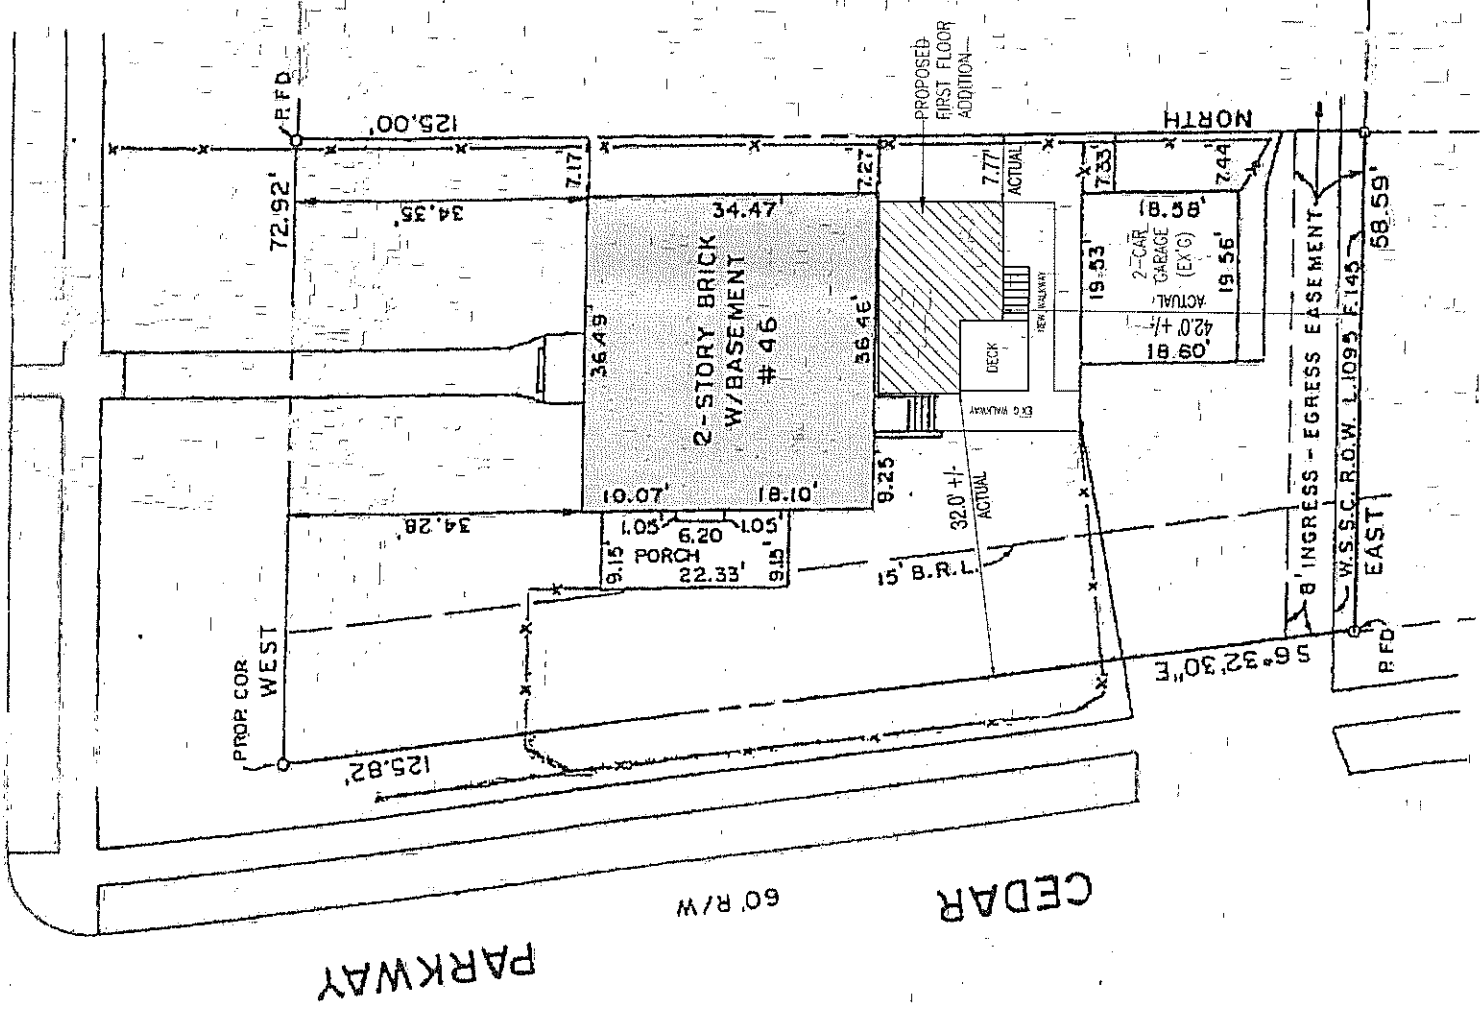 P. FD
125.00'
72.92'
34.35'
7.17'
7.27'
7.77'
ACTUAL
PROPOSED
FIRST FLOOR
ADDITION
NORTH
7.33'
7.44'
34.47'
36.49'
2-STORY BRICK
W/BASEMENT
# 46
36.46'
DECK
NEW WALKWAY
EX'G WALKWAY
18.58'
19.53'
2-CAR
GARAGE
(EX'G)
19.56'
ACTUAL
42.0' +/-
18.60'
8' INGRESS - EGRESS EASEMENT
W.S.S.C. R.O.W. L.1095 F.145
58.59'
EAST
10.07'
18.10'
9.25'
34.28'
1.05'
6.20
1.05'
9.15'
PORCH
22.33'
9.15'
32.0' +/-
ACTUAL
15' B.R.L.
PROP. COR
WEST
125.82'
S6°32'30"E
P. FD
60' R/W
CEDAR
PARKWAY